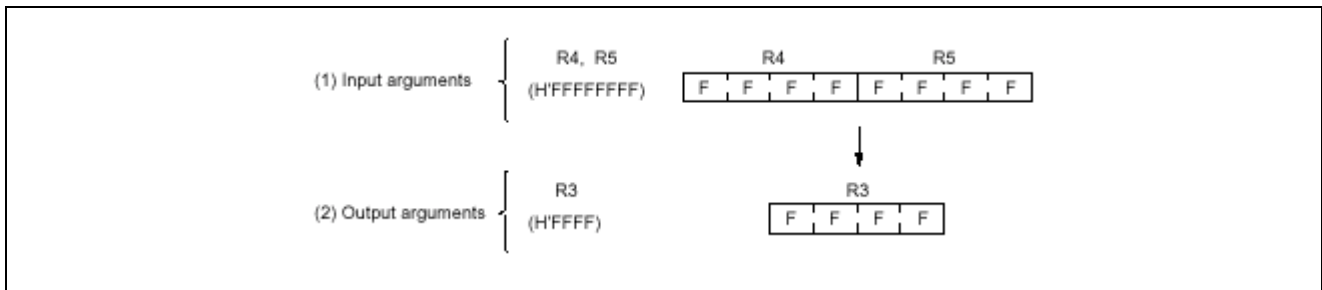 R4, R5 R4 R5
(1) Input arguments
(H'FFFFFFFF) F F F F F F F F
R3 R3
(2) Output arguments
(H'FFFF) F F F F